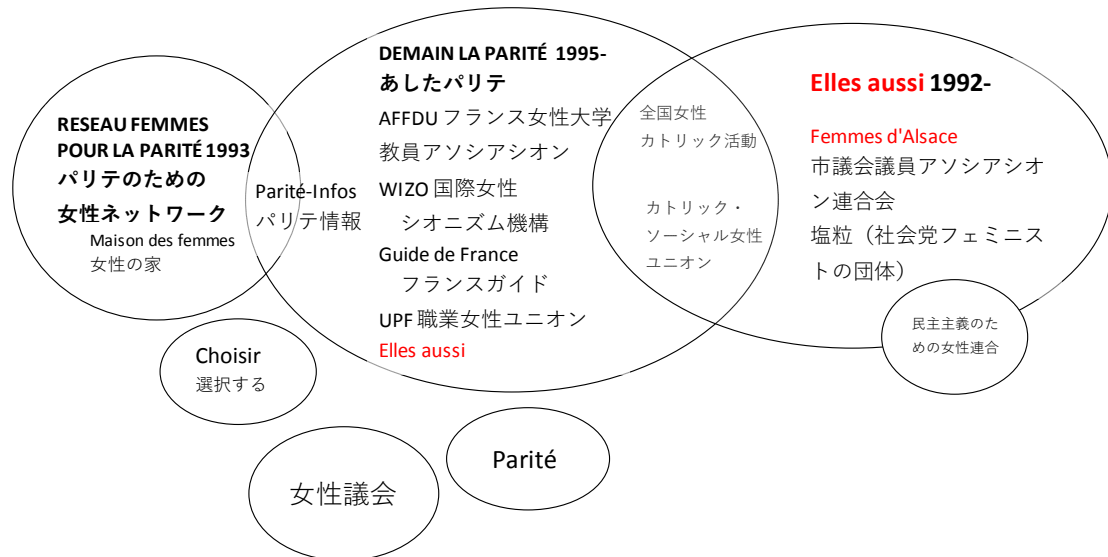 RESEAU FEMMES
POUR LA PARITÉ 1993
パリテのための
女性ネットワーク
Maison des femmes
女性の家
Parité-Infos
パリテ情報
DEMAIN LA PARITÉ 1995-
あしたパリテ
AFFDU フランス女性大学
教員アソシアシオン
WIZO 国際女性
シオニズム機構
Guide de France
フランスガイド
UPF 職業女性ユニオン
Elles aussi
全国女性
カトリック活動
カトリック・
ソーシャル女性
ユニオン
Elles aussi 1992-
Femmes d'Alsace
市議会議員アソシアシオ
ン連合会
塩粒（社会党フェミニス
トの団体）
民主主義のた
めの女性連合
Choisir
選択する
女性議会
Parité